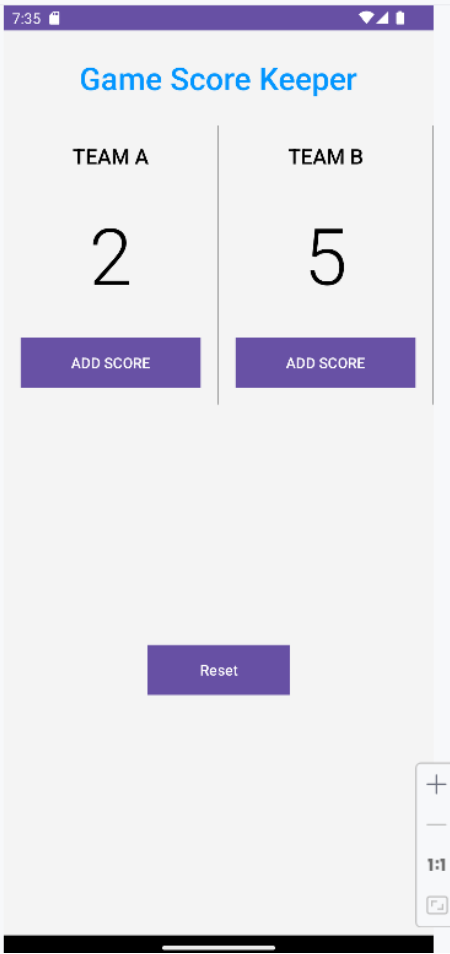 7:35
Game Score Keeper
TEAM A
TEAM B
2
5
ADD SCORE
ADD SCORE
Reset
1:1